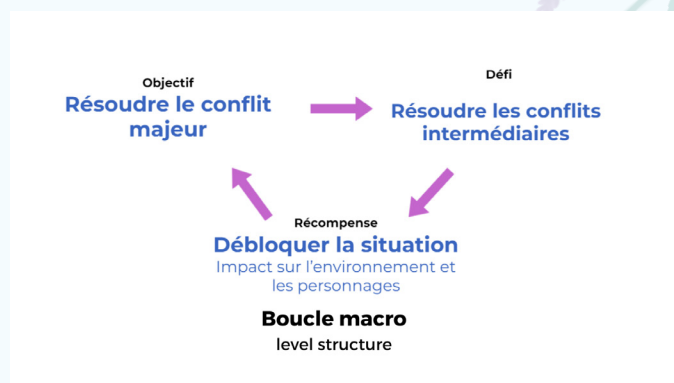 Objectif
Résoudre le conflit
majeur
Défi
Résoudre les conflits
intermédiaires
Récompense
Débloquer la situation
Impact sur l'environnement et
les personnages
Boucle macro
level structure